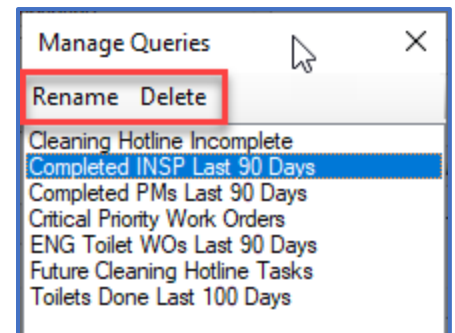 Manage Queries
Rename Delete
Cleaning Hotline Incomplete
Completed INSP Last 90 Days
Completed PMs Last 90 Days
Critical Priority Work Orders
ENG Toilet WOs Last 90 Days
Future Cleaning Hotline Tasks
Toilets Done Last 100 Days